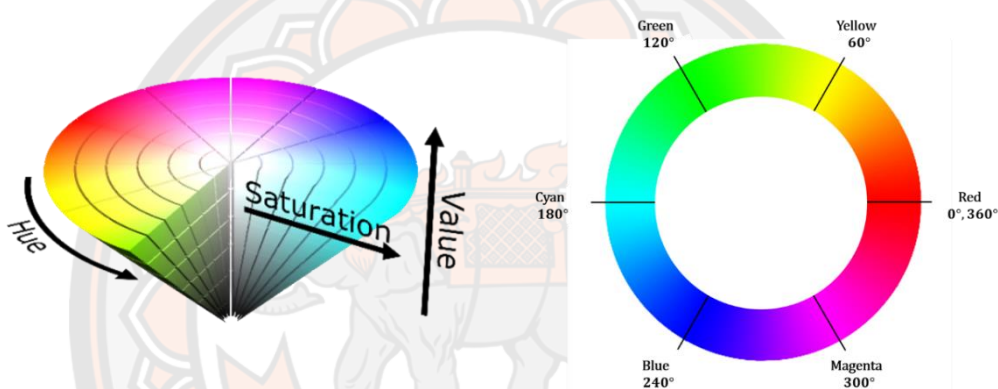 Hue
Saturation
Value
Green
120°
Yellow
60°
Cyan
180°
Red
0°,360°
Blue
240°
Magenta
300°